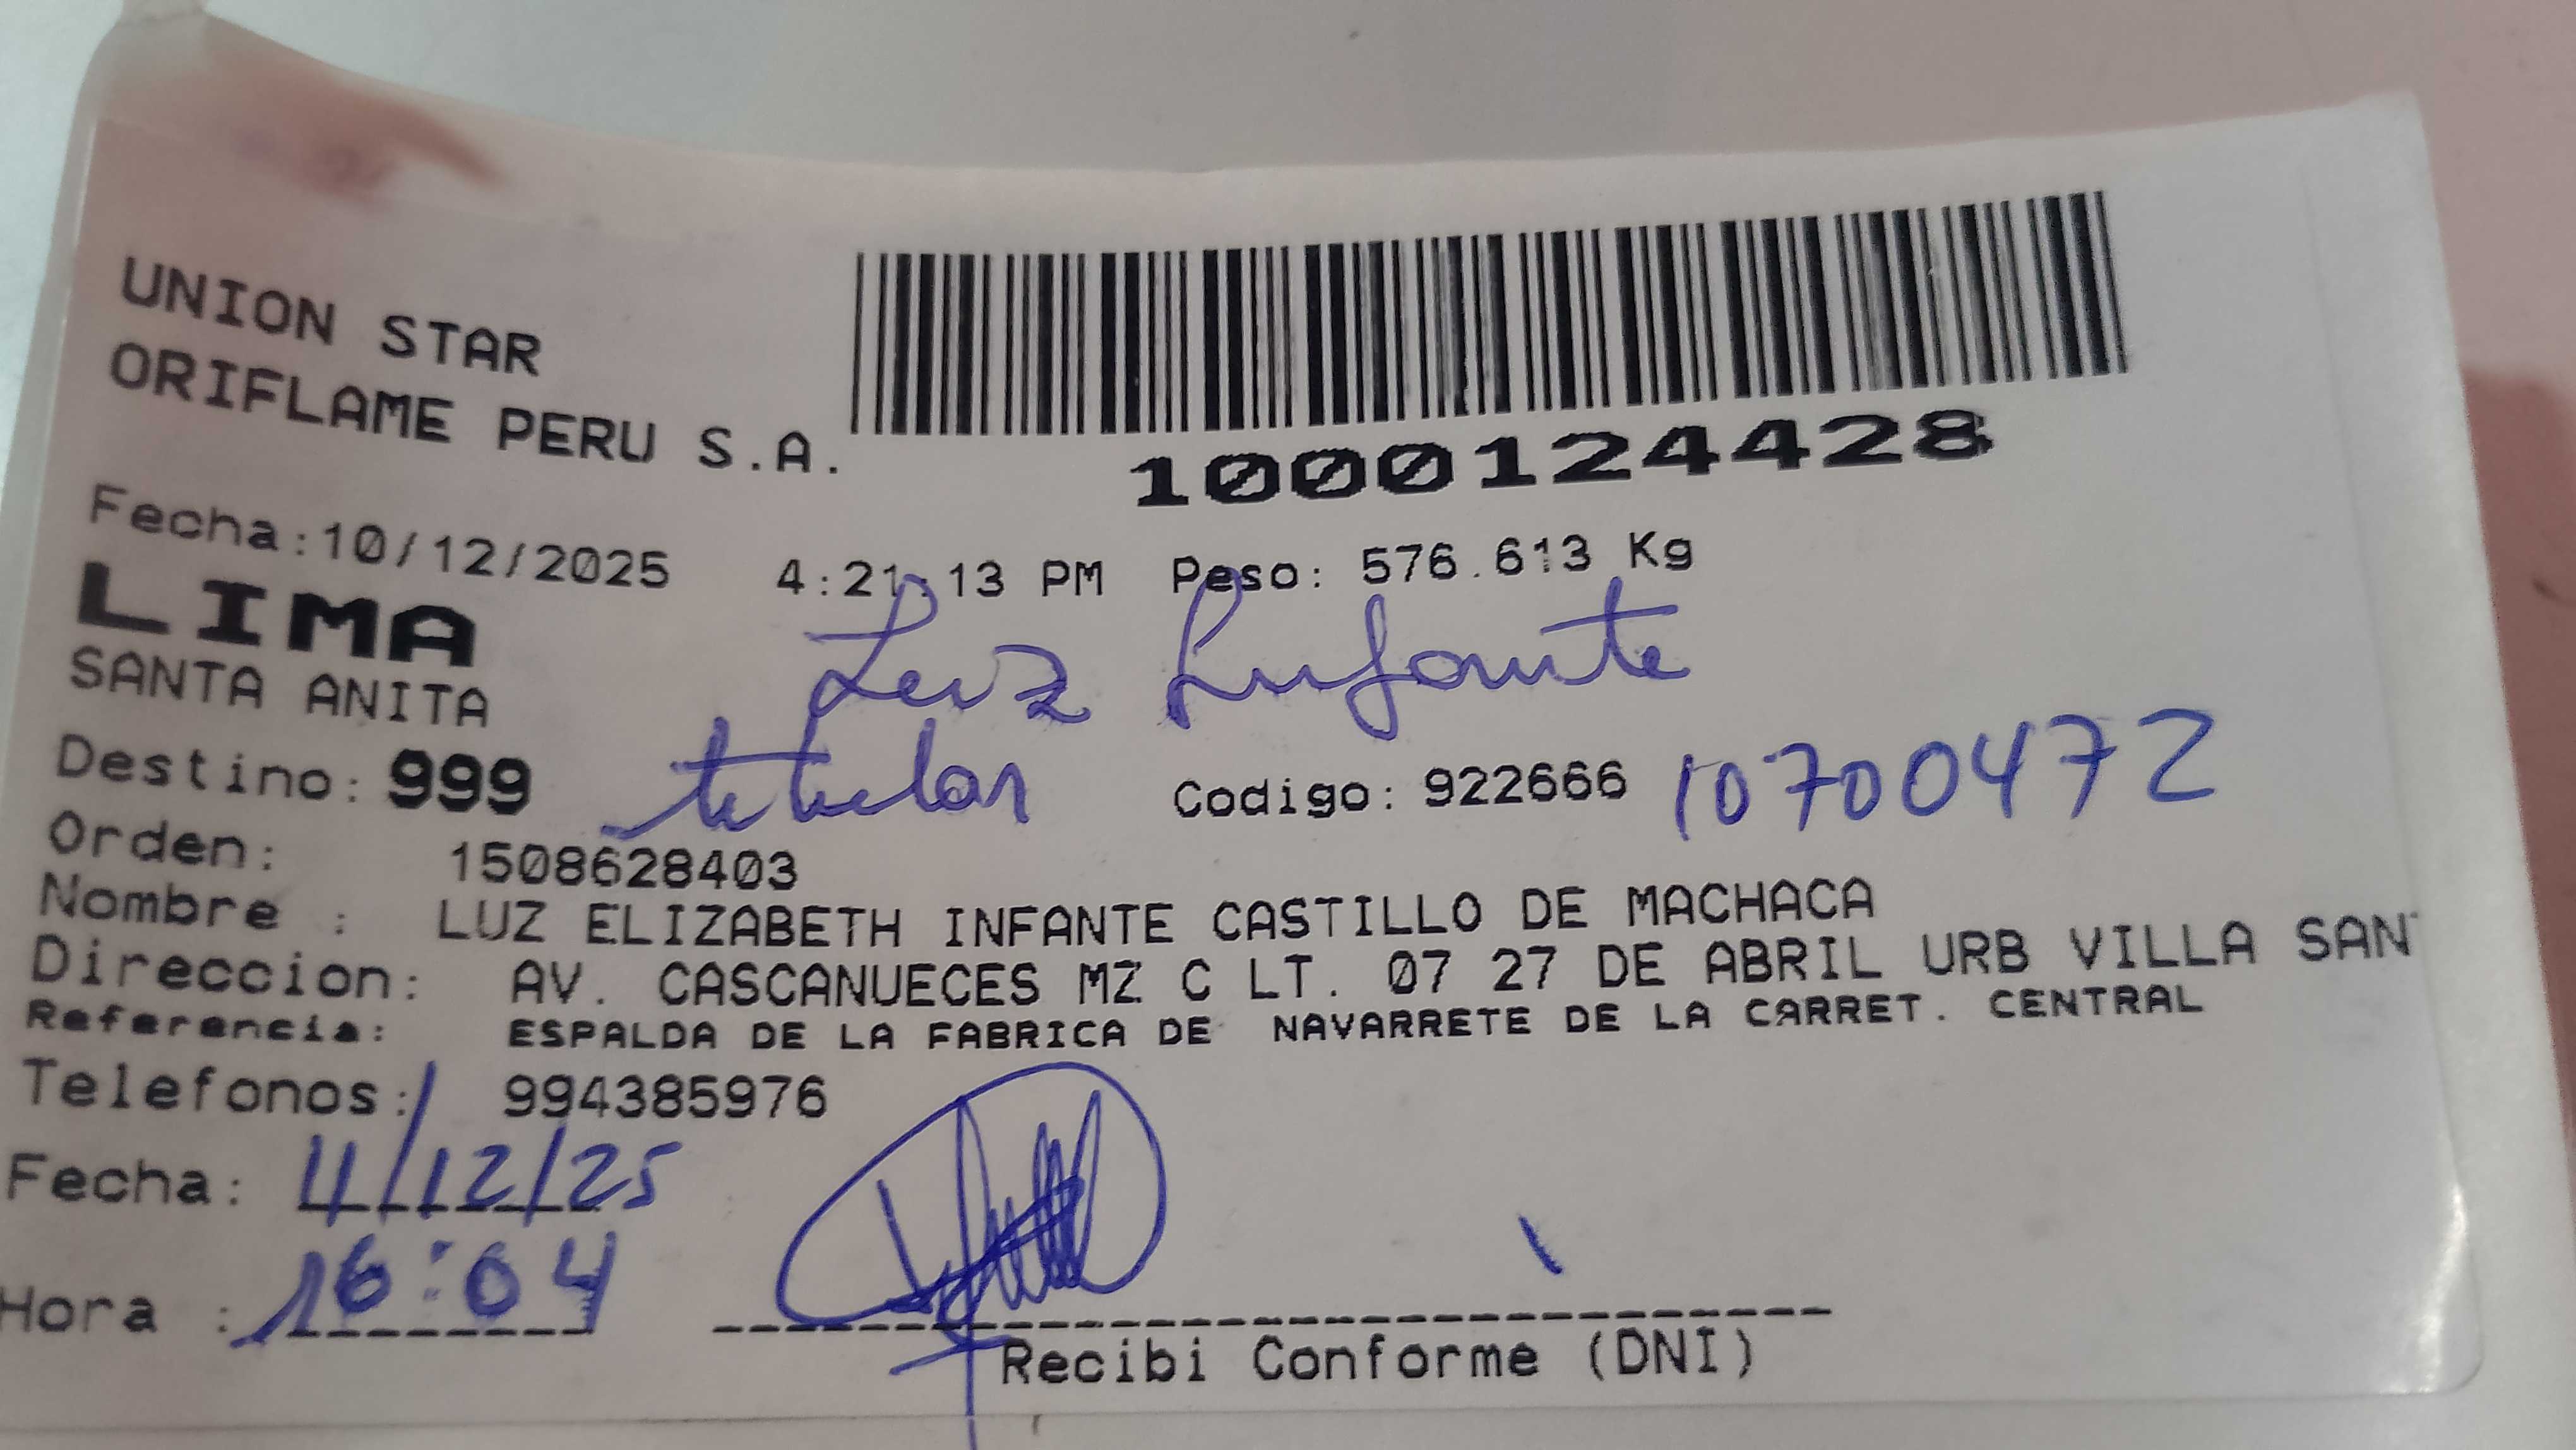 UNION STAR
ORIFLAME PERU S.A.
1000124428
Fecha:10/12/2025 4:21:13 PM Peso: 576.613 Kg
LIMA
Luz Infante
SANTA ANITA
titular
Destino: 999 Codigo: 922666 10700472
Orden: 1508628403
Nombre : LUZ ELIZABETH INFANTE CASTILLO DE MACHACA
Direccion: AV. CASCANUECES MZ C LT. 07 27 DE ABRIL URB VILLA SAN
Referencia: ESPALDA DE LA FABRICA DE NAVARRETE DE LA CARRET. CENTRAL
Telefonos: 994385976
Fecha: 11/12/25
Hora : 16:04
Recibi Conforme (DNI)